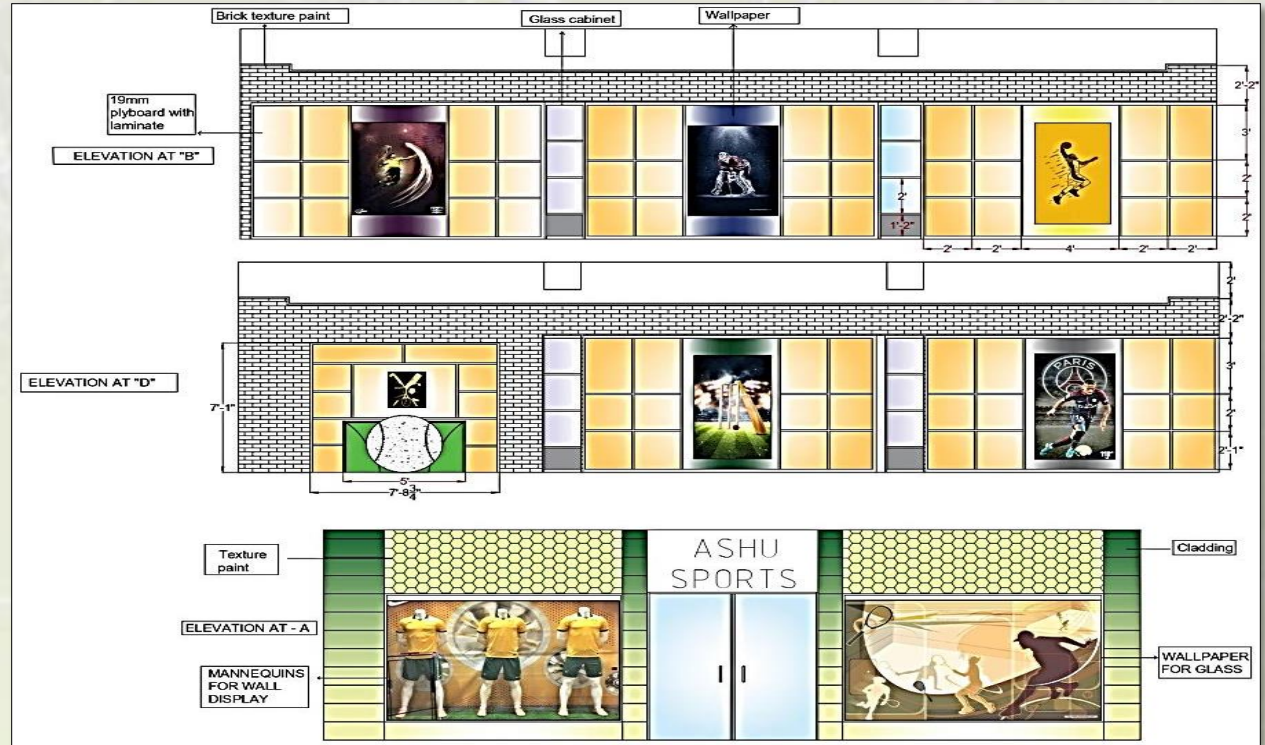 Brick texture paint
Glass cabinet
Wallpaper
19mm
plyboard with
laminate
ELEVATION AT "B"
2'-2"
3'
2'
2'
2'
1'-2"
2'
2'
4'
2'
2'
ELEVATION AT "D"
2'
2'-2"
3'
2'
2'-1"
7'-1"
5'
7'-8 3/4"
PARIS
ASHU
SPORTS
Texture
paint
Cladding
ELEVATION AT - A
MANNEQUINS
FOR WALL
DISPLAY
WALLPAPER
FOR GLASS